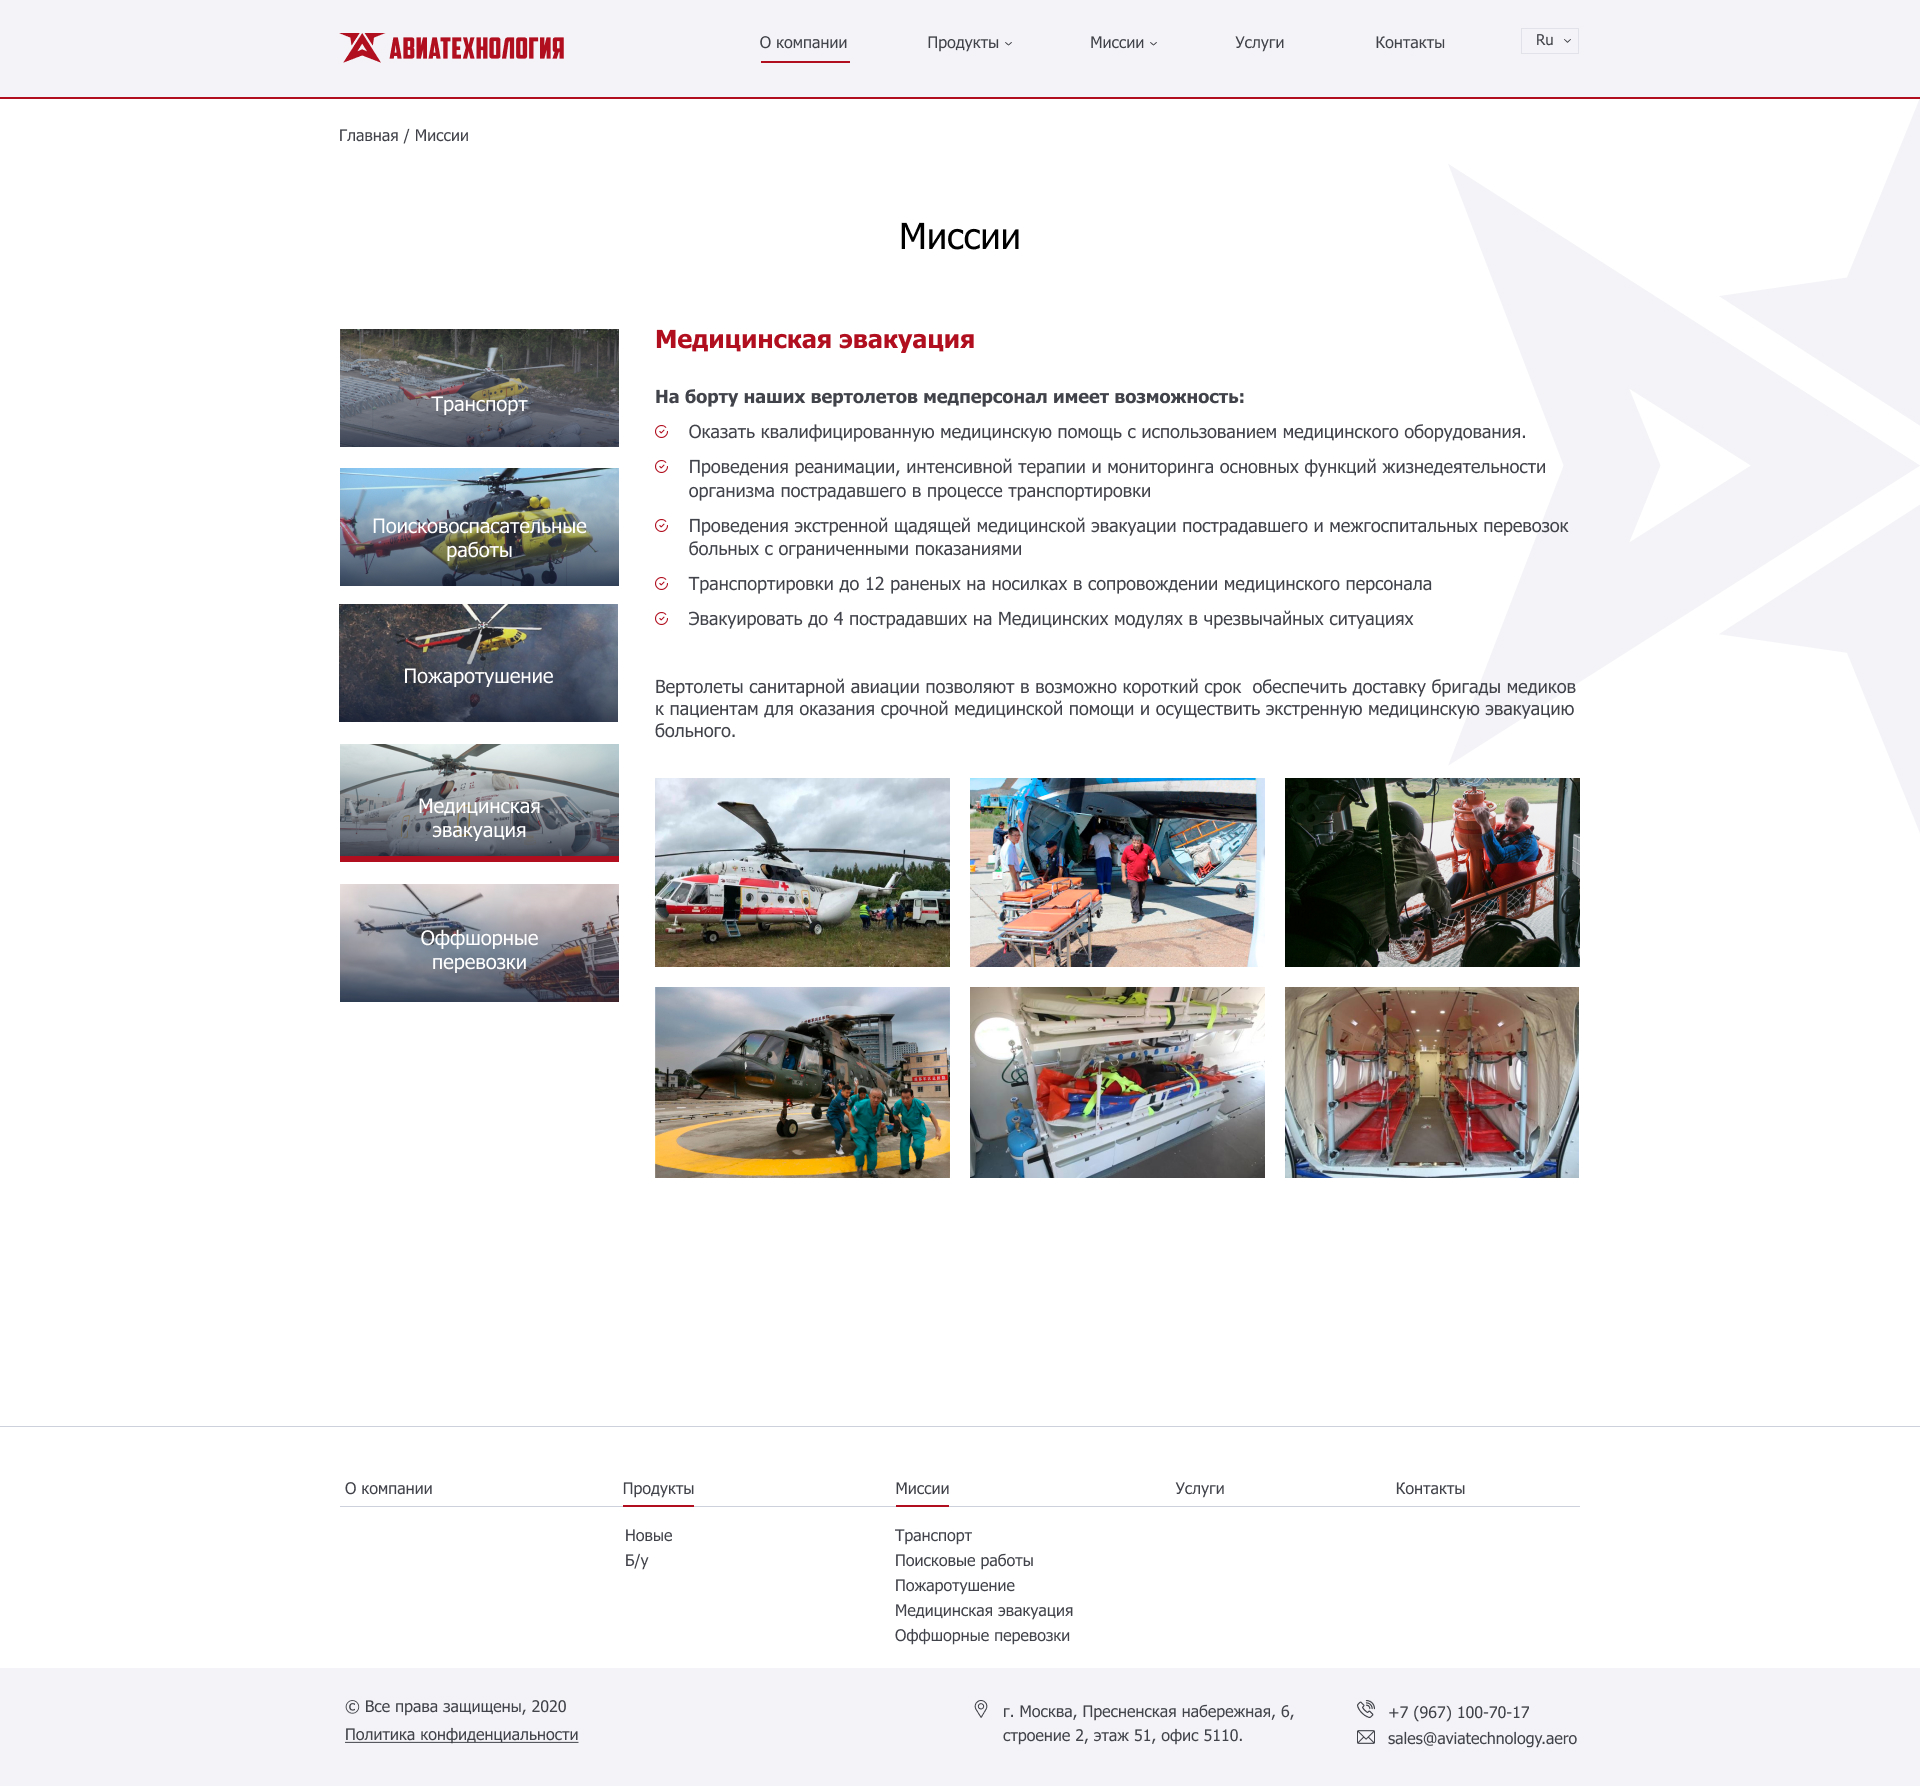 АВИАТЕХНОЛОГИЯ
О компании
Продукты
Миссии
Услуги
Контакты
Ru
Главная / Миссии
Миссии
Транспорт
Поисковоспасательные
работы
Пожаротушение
Медицинская
эвакуация
Оффшорные
перевозки
Медицинская эвакуация
На борту наших вертолетов медперсонал имеет возможность:
Оказать квалифицированную медицинскую помощь с использованием медицинского оборудования.
Проведения реанимации, интенсивной терапии и мониторинга основных функций жизнедеятельности
организма пострадавшего в процессе транспортировки
Проведения экстренной щадящей медицинской эвакуации пострадавшего и межгоспитальных перевозок
больных с ограниченными показаниями
Транспортировки до 12 раненых на носилках в сопровождении медицинского персонала
Эвакуировать до 4 пострадавших на Медицинских модулях в чрезвычайных ситуациях
Вертолеты санитарной авиации позволяют в возможно короткий срок  обеспечить доставку бригады медиков
к пациентам для оказания срочной медицинской помощи и осуществить экстренную медицинскую эвакуацию
больного.
О компании
Продукты
Миссии
Услуги
Контакты
Новые
Б/у
Транспорт
Поисковые работы
Пожаротушение
Медицинская эвакуация
Оффшорные перевозки
© Все права защищены, 2020
Политика конфиденциальности
г. Москва, Пресненская набережная, 6,
строение 2, этаж 51, офис 5110.
+7 (967) 100-70-17
sales@aviatechnology.aero